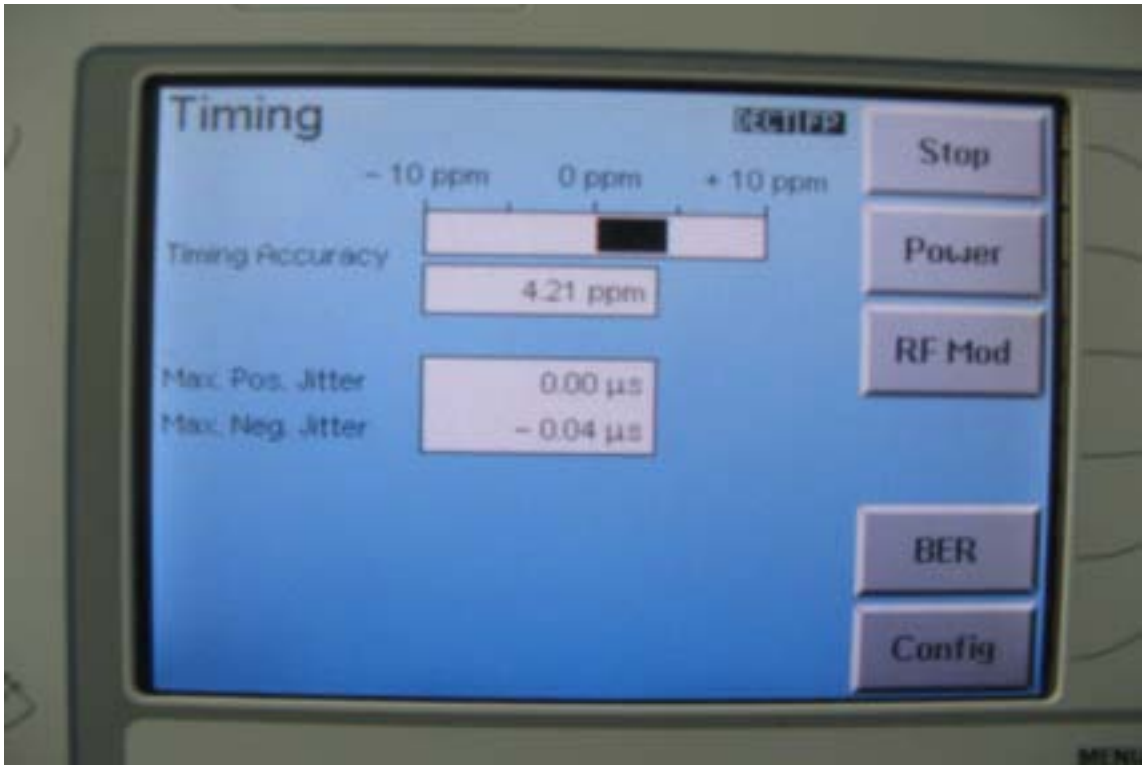 Timing DECT FP Stop
− 10 ppm 0 ppm + 10 ppm
Timing Accuracy Power
4.21 ppm
RF Mod
Max. Pos. Jitter 0.00 µs
Max. Neg. Jitter − 0.04 µs
BER
Config
MENU